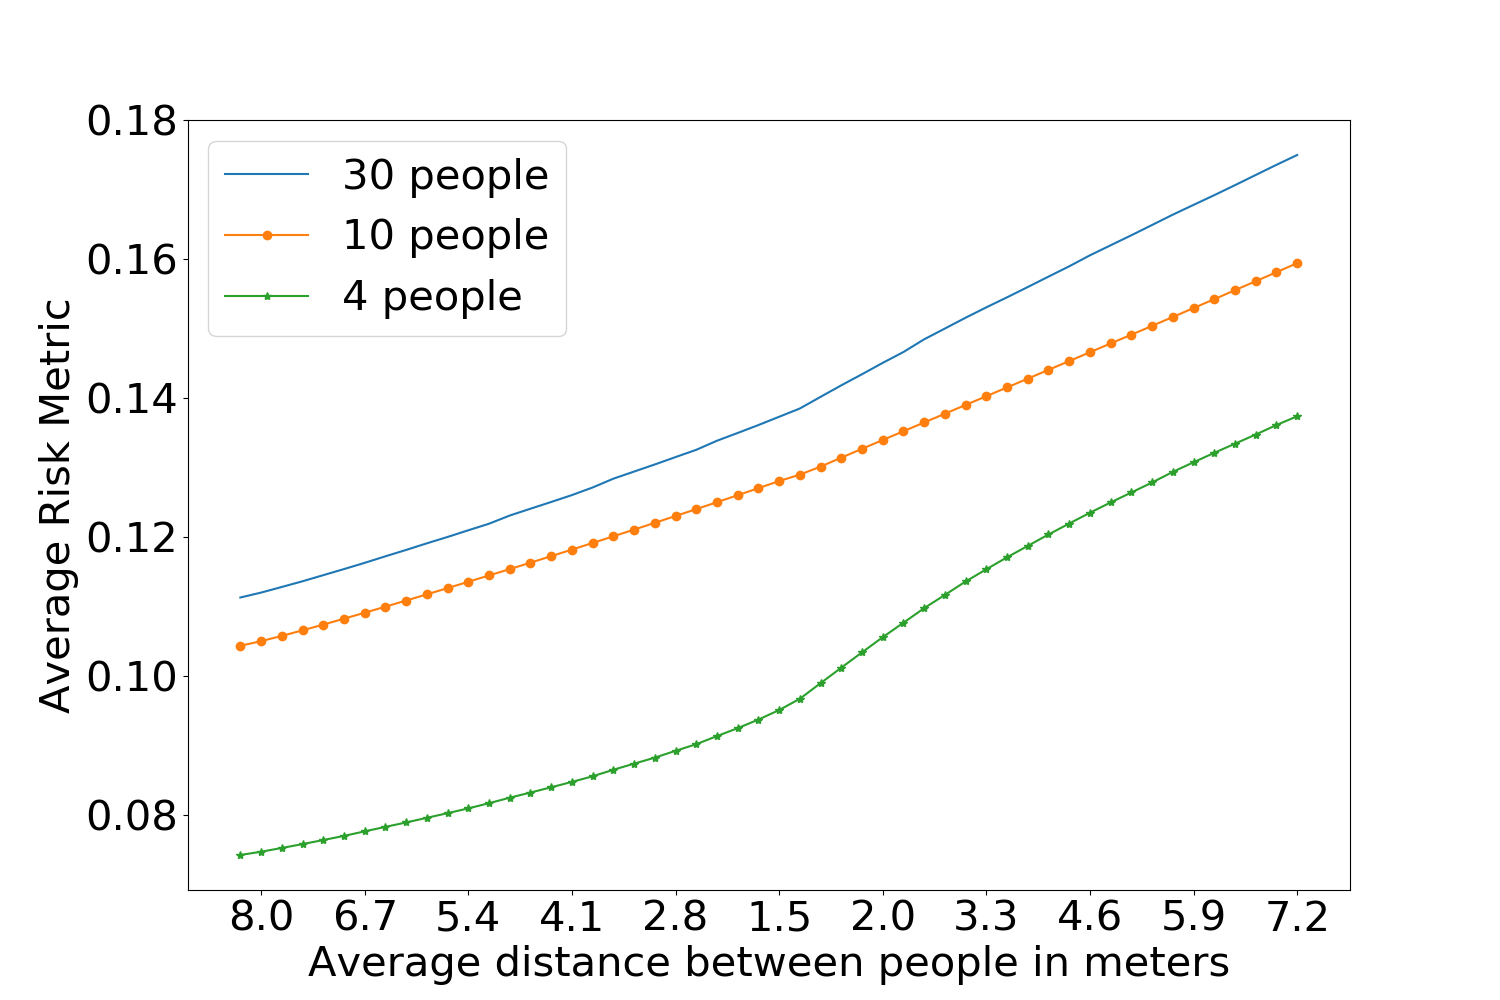 0.18
0.16
0.14
0.12
0.10
0.08
Average Risk Metric
30 people
10 people
4 people
8.0 6.7 5.4 4.1 2.8 1.5 2.0 3.3 4.6 5.9 7.2
Average distance between people in meters